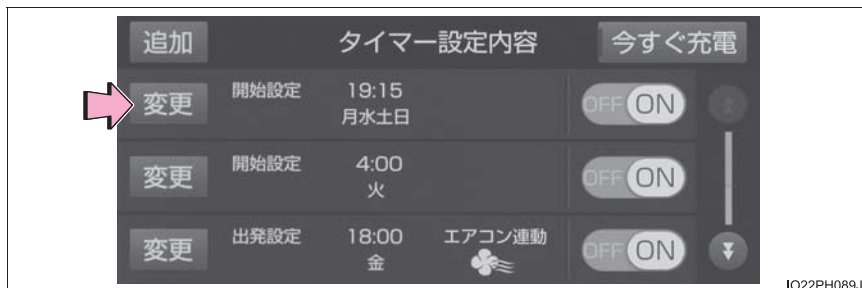 追加 タイマー設定内容 今すぐ充電
変更 開始設定 19:15 OFF ON
月水土日
変更 開始設定 4:00 OFF ON
火
変更 出発設定 18:00 エアコン連動 OFF ON
金
IO22PH089J